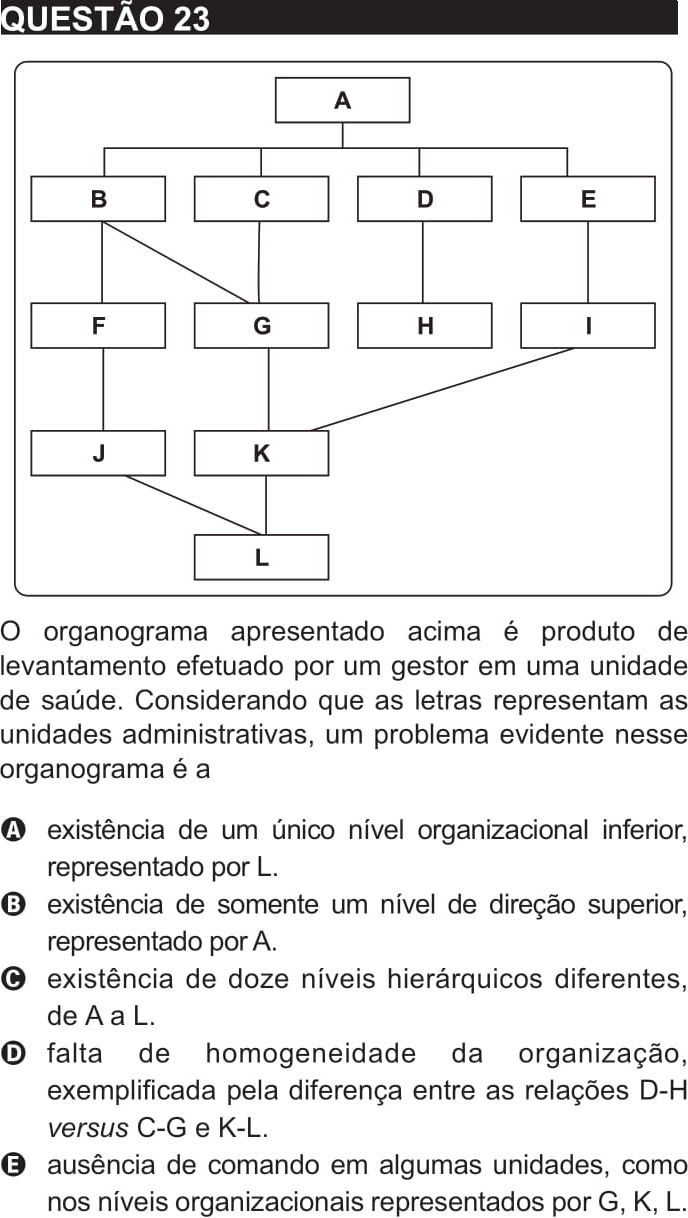 QUESTÃO 23
A
B C D E
F G H I
J K
L
O organograma apresentado acima é produto de
levantamento efetuado por um gestor em uma unidade
de saúde. Considerando que as letras representam as
unidades administrativas, um problema evidente nesse
organograma é a
A existência de um único nível organizacional inferior,
representado por L.
B existência de somente um nível de direção superior,
representado por A.
C existência de doze níveis hierárquicos diferentes,
de A a L.
D falta de homogeneidade da organização,
exemplificada pela diferença entre as relações D-H
versus C-G e K-L.
E ausência de comando em algumas unidades, como
nos níveis organizacionais representados por G, K, L.